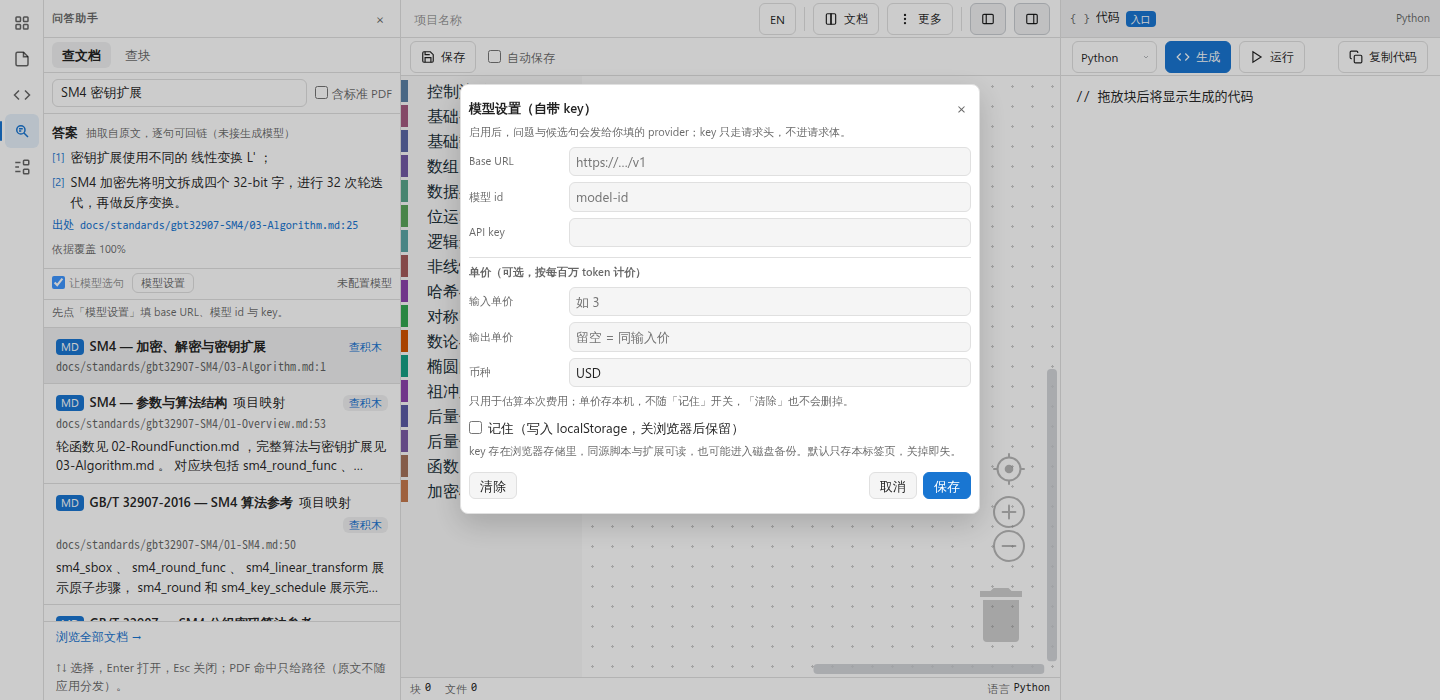 问答助手
×
查文档
查块
SM4 密钥扩展
含标准 PDF
答案 抽取自原文，逐句可回链（未接生成模型）
[1] 密钥扩展使用不同的 线性变换 L' ；
[2] SM4 加密先将明文拆成四个 32-bit 字，进行 32 次轮迭
代，再做反序变换。
出处 docs/standards/gbt32907-SM4/03-Algorithm.md:25
依据覆盖 100%
让模型选句
模型设置
未配置模型
先点「模型设置」填 base URL、模型 id 与 key。
MD SM4 — 加密、解密与密钥扩展
查积木
docs/standards/gbt32907-SM4/03-Algorithm.md:1
MD SM4 — 参数与算法结构 项目映射
查积木
docs/standards/gbt32907-SM4/01-Overview.md:53
轮函数见 02-RoundFunction.md ，完整算法与密钥扩展见
03-Algorithm.md 。 对应块包括 sm4_round_func 、…
MD GB/T 32907-2016 — SM4 算法参考 项目映射
查积木
docs/standards/gbt32907-SM4/01-SM4.md:50
sm4_sbox 、 sm4_round_func 、 sm4_linear_transform 展
示原子步骤， sm4_round 和 sm4_key_schedule 展示完…
浏览全部文档 →
↑↓ 选择，Enter 打开，Esc 关闭；PDF 命中只给路径（原文不随
应用分发）。
项目名称
EN
文档
更多
保存
自动保存
控制
基础
基础
数组
数据
位运
逻辑
非线
哈希
对称
数论
椭圆
祖冲
后量
后量
函数
加密
模型设置（自带 key）
×
启用后，问题与候选句会发给你填的 provider；key 只走请求头，不进请求体。
Base URL
https://.../v1
模型 id
model-id
API key
单价（可选，按每百万 token 计价）
输入单价
如 3
输出单价
留空 = 同输入价
币种
USD
只用于估算本次费用；单价存本机，不随「记住」开关，「清除」也不会删掉。
记住（写入 localStorage，关浏览器后保留）
key 存在浏览器存储里，同源脚本与扩展可读，也可能进入磁盘备份。默认只存本标签页，关掉即失。
清除
取消
保存
块 0
文件 0
语言 Python
{ } 代码
入口
Python
Python
生成
运行
复制代码
// 拖放块后将显示生成的代码